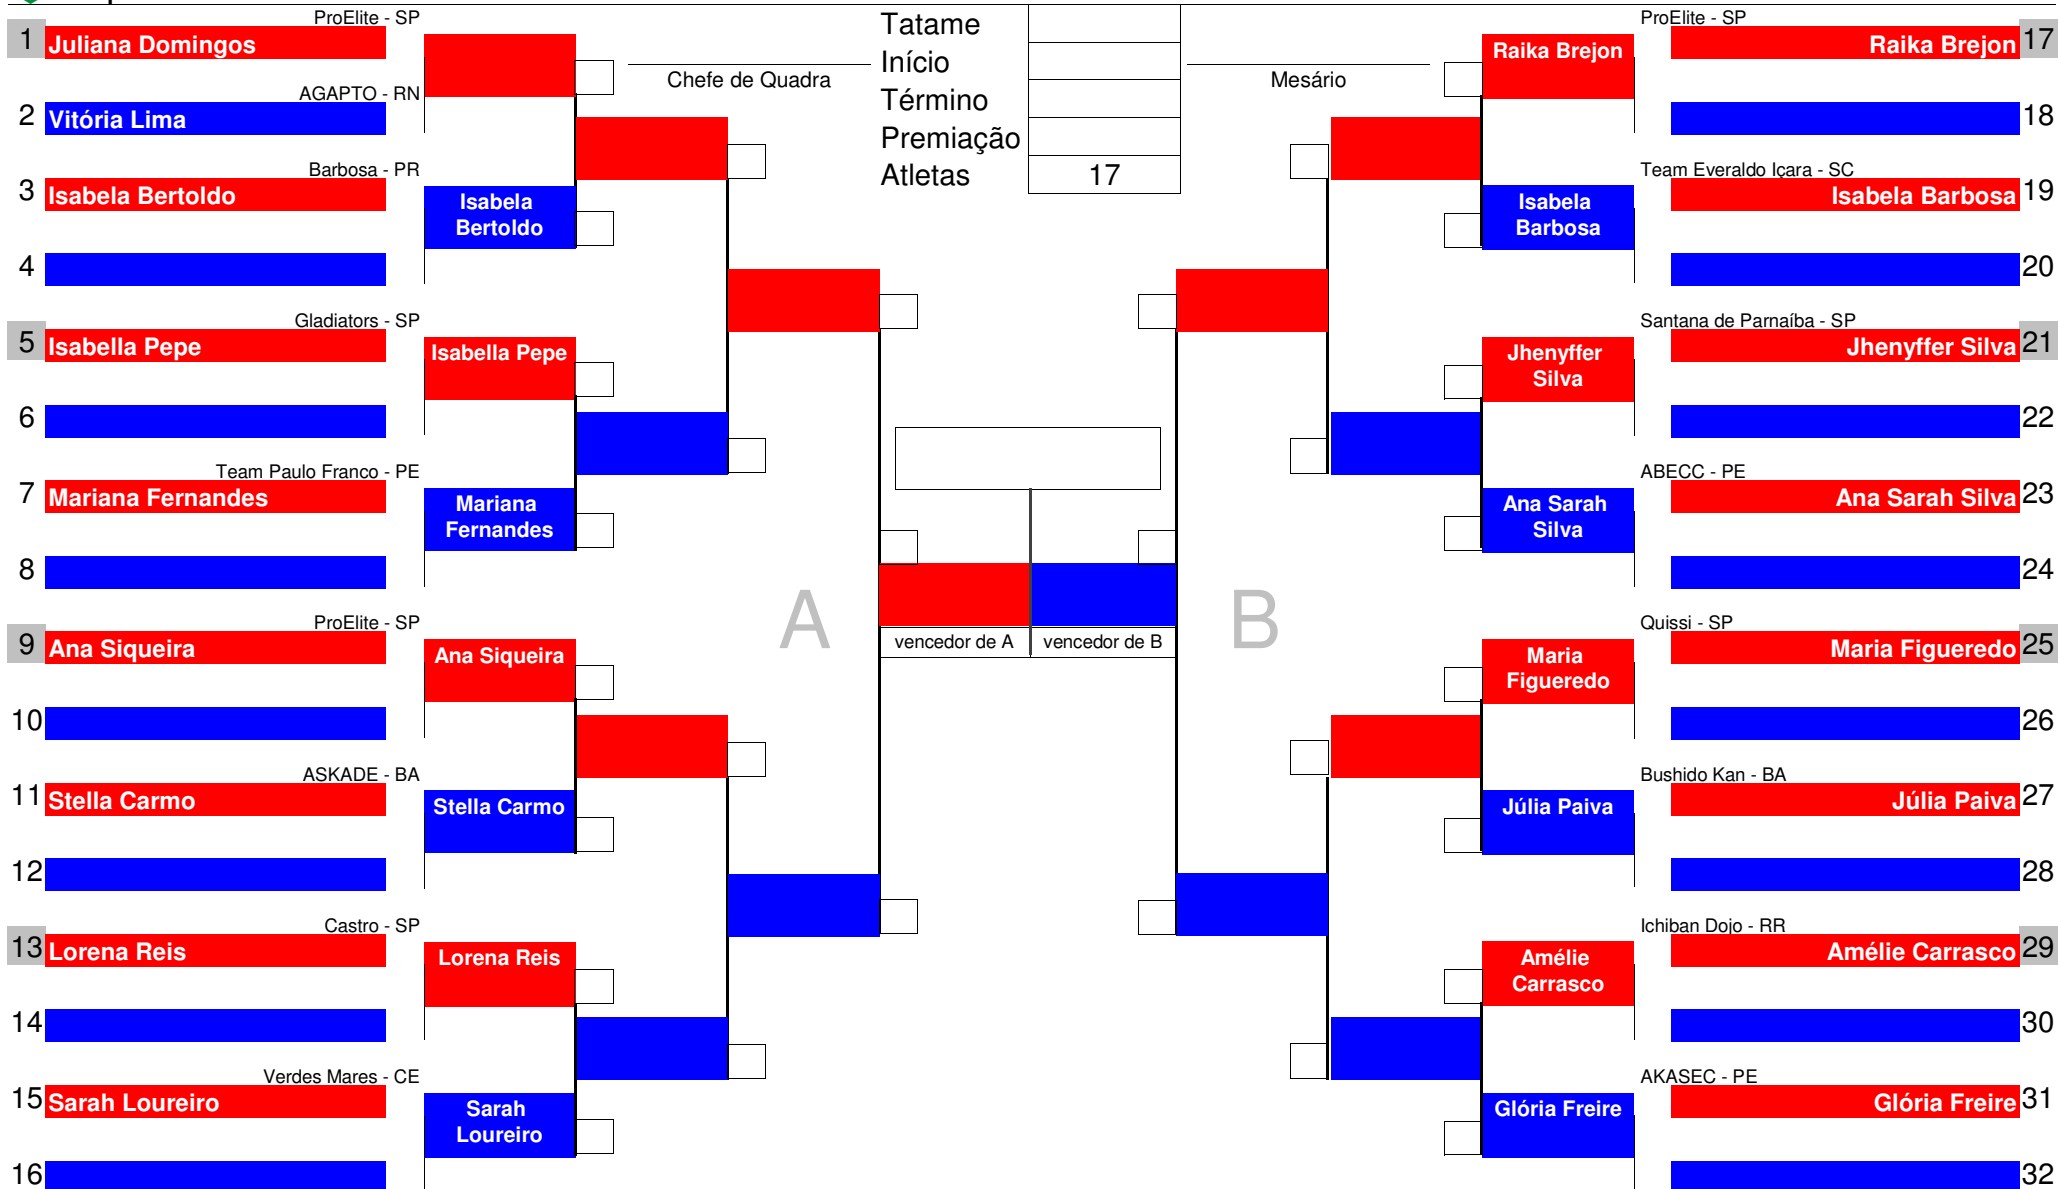 Tatame
Início
Término
Premiação
Atletas 17
Chefe de Quadra
Mesário
ProElite - SP
1 Juliana Domingos
AGAPTO - RN
2 Vitória Lima
Barbosa - PR
3 Isabela Bertoldo
Isabela
Bertoldo
4
Gladiators - SP
5 Isabella Pepe
Isabella Pepe
6
Team Paulo Franco - PE
7 Mariana Fernandes
Mariana
Fernandes
8
ProElite - SP
9 Ana Siqueira
Ana Siqueira
10
ASKADE - BA
11 Stella Carmo
Stella Carmo
12
Castro - SP
13 Lorena Reis
Lorena Reis
14
Verdes Mares - CE
15 Sarah Loureiro
Sarah
Loureiro
16
A
B
vencedor de A
vencedor de B
ProElite - SP
Raika Brejon
Raika Brejon 17
18
Team Everaldo Içara - SC
Isabela
Barbosa
Isabela Barbosa 19
20
Santana de Parnaíba - SP
Jhenyffer
Silva
Jhenyffer Silva 21
22
ABECC - PE
Ana Sarah
Silva
Ana Sarah Silva 23
24
Quissi - SP
Maria
Figueredo
Maria Figueredo 25
26
Bushido Kan - BA
Júlia Paiva
Júlia Paiva 27
28
Ichiban Dojo - RR
Amélie
Carrasco
Amélie Carrasco 29
30
AKASEC - PE
Glória Freire
Glória Freire 31
32